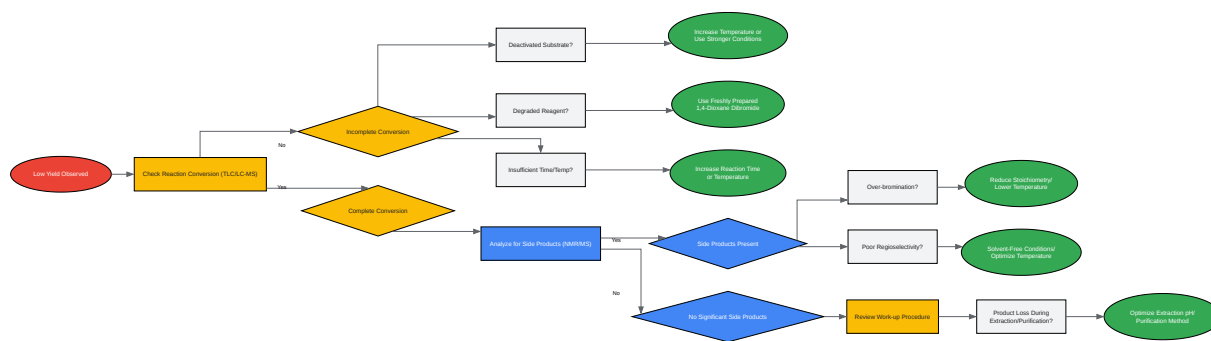 Low Yield Observed
Check Reaction Conversion (TLC/LC-MS)
No
Yes
Incomplete Conversion
Complete Conversion
Deactivated Substrate?
Increase Temperature or
Use Stronger Conditions
Degraded Reagent?
Use Freshly Prepared
1,4-Dioxane Dibromide
Insufficient Time/Temp?
Increase Reaction Time
or Temperature
Analyze for Side Products (NMR/MS)
Yes
No
Side Products Present
Over-bromination?
Reduce Stoichiometry/
Lower Temperature
Poor Regioselectivity?
Solvent-Free Conditions/
Optimize Temperature
No Significant Side Products
Review Work-up Procedure
Product Loss During
Extraction/Purification?
Optimize Extraction pH/
Purification Method